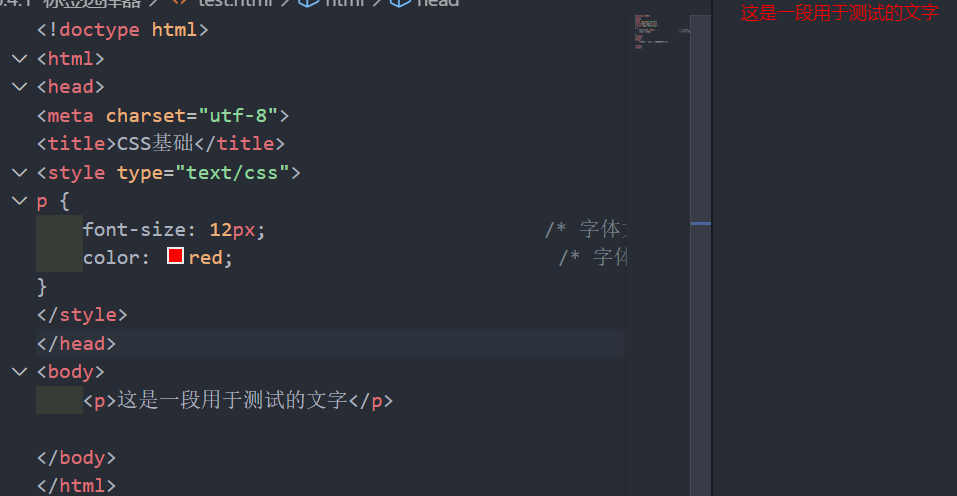 test.html > html > head
<!doctype html>
<html>
<head>
<meta charset="utf-8">
<title>CSS基础</title>
<style type="text/css">
p {
font-size: 12px; /* 字体
color: red; /* 字体
}
</style>
</head>
<body>
<p>这是一段用于测试的文字</p>
</body>
</html>
这是一段用于测试的文字